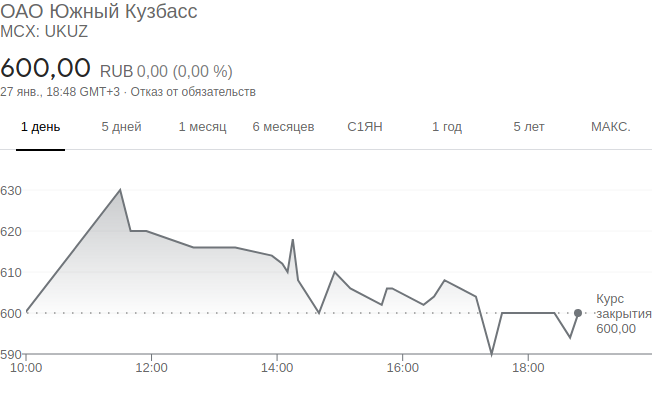 ОАО Южный Кузбасс
MCX: UKUZ
600,00 RUB 0,00 (0,00 %)
27 янв., 18:48 GMT+3 · Отказ от обязательств
1 день 5 дней 1 месяц 6 месяцев С1ЯН 1 год 5 лет МАКС.
630
620
610
600
590
Курс
закрытия
600,00
10:00 12:00 14:00 16:00 18:00